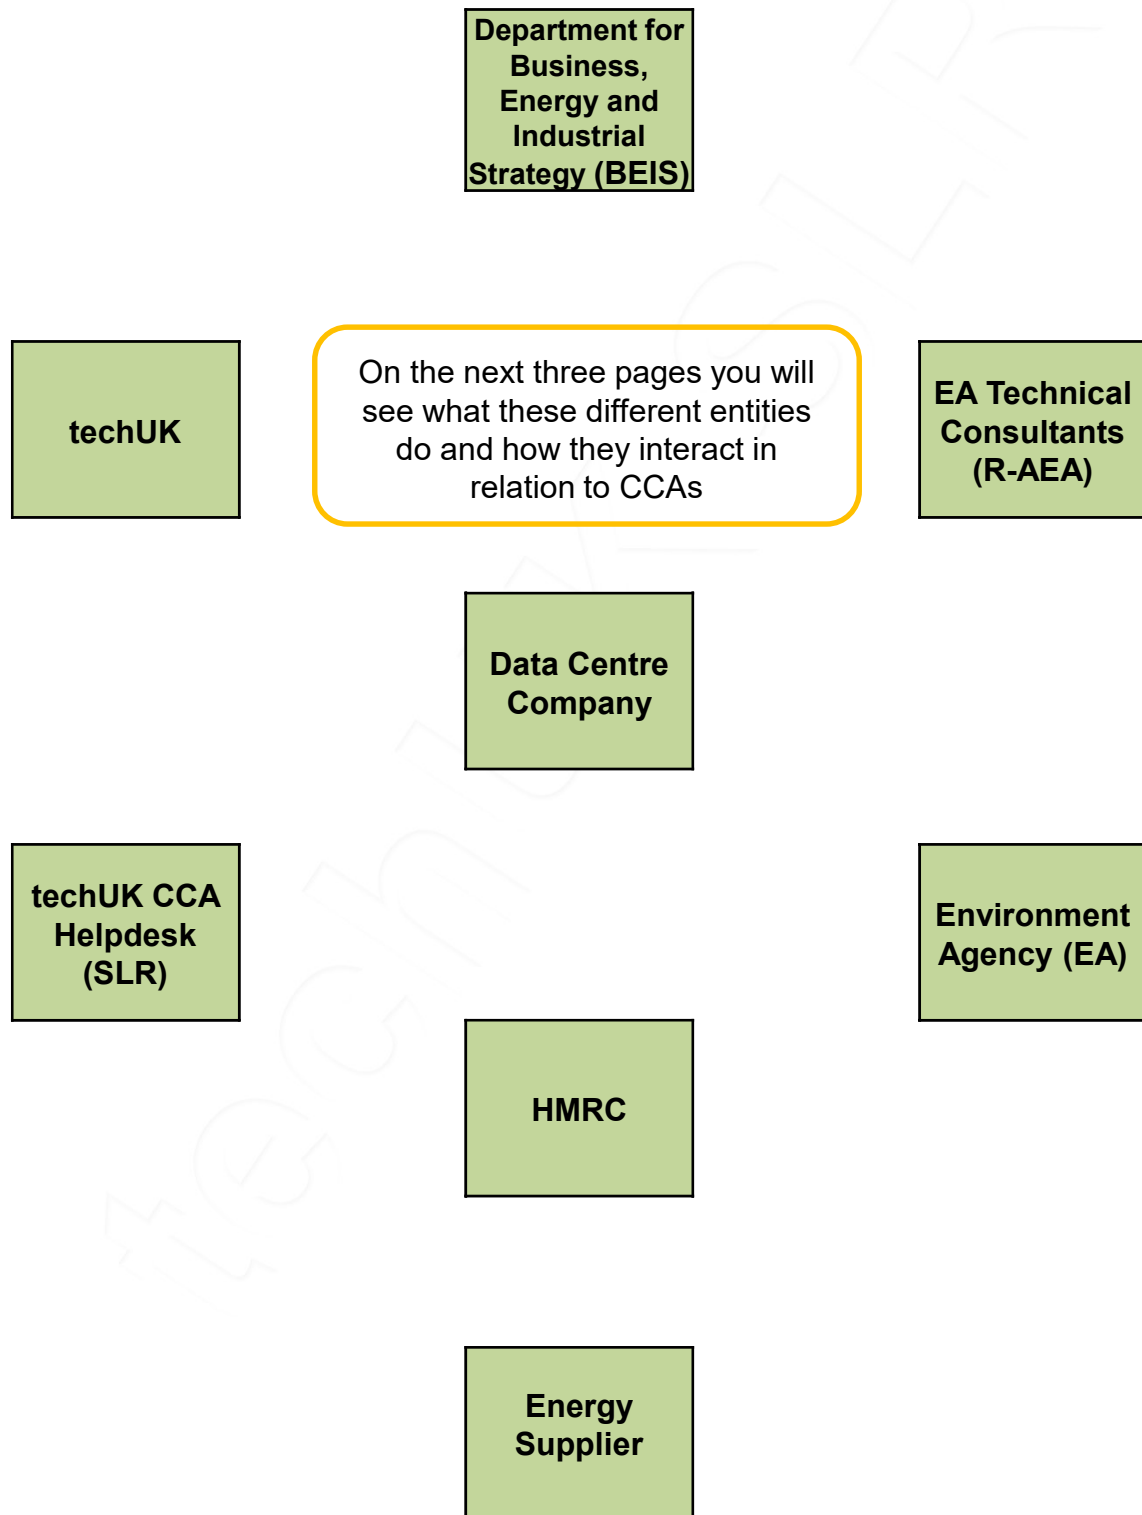 Department for
Business,
Energy and
Industrial
Strategy (BEIS)
techUK
On the next three pages you will
see what these different entities
do and how they interact in
relation to CCAs
EA Technical
Consultants
(R-AEA)
Data Centre
Company
techUK CCA
Helpdesk
(SLR)
Environment
Agency (EA)
HMRC
Energy
Supplier
techUK SLR